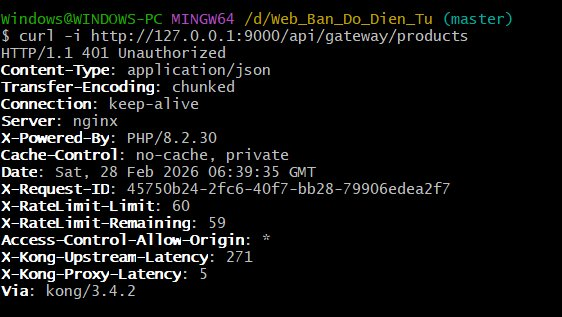 Windows@WINDOWS-PC MINGW64 /d/Web_Ban_Do_Dien_Tu (master)
$ curl -i http://127.0.0.1:9000/api/gateway/products
HTTP/1.1 401 Unauthorized
Content-Type: application/json
Transfer-Encoding: chunked
Connection: keep-alive
Server: nginx
X-Powered-By: PHP/8.2.30
Cache-Control: no-cache, private
Date: Sat, 28 Feb 2026 06:39:35 GMT
X-Request-ID: 45750b24-2fc6-40f7-bb28-79906edea2f7
X-RateLimit-Limit: 60
X-RateLimit-Remaining: 59
Access-Control-Allow-Origin: *
X-Kong-Upstream-Latency: 271
X-Kong-Proxy-Latency: 5
Via: kong/3.4.2